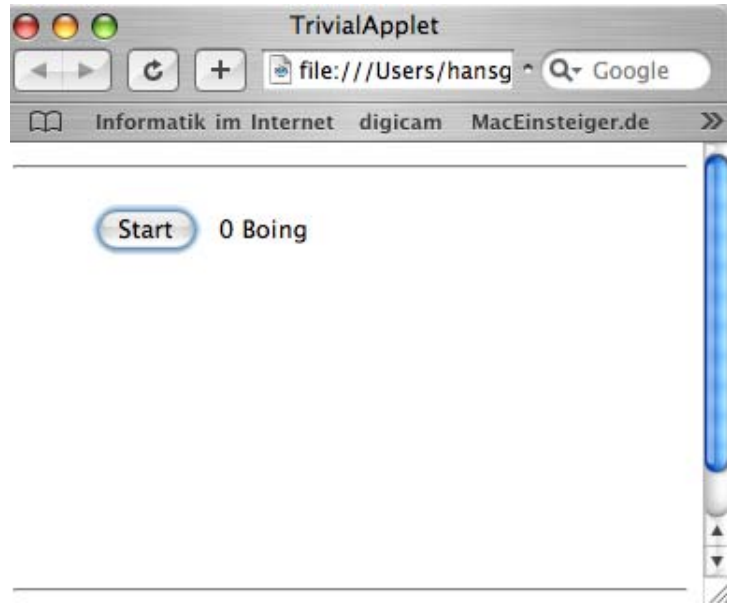 TrivialApplet
file:///Users/hansg Google
Informatik im Internet digicam MacEinsteiger.de
Start 0 Boing